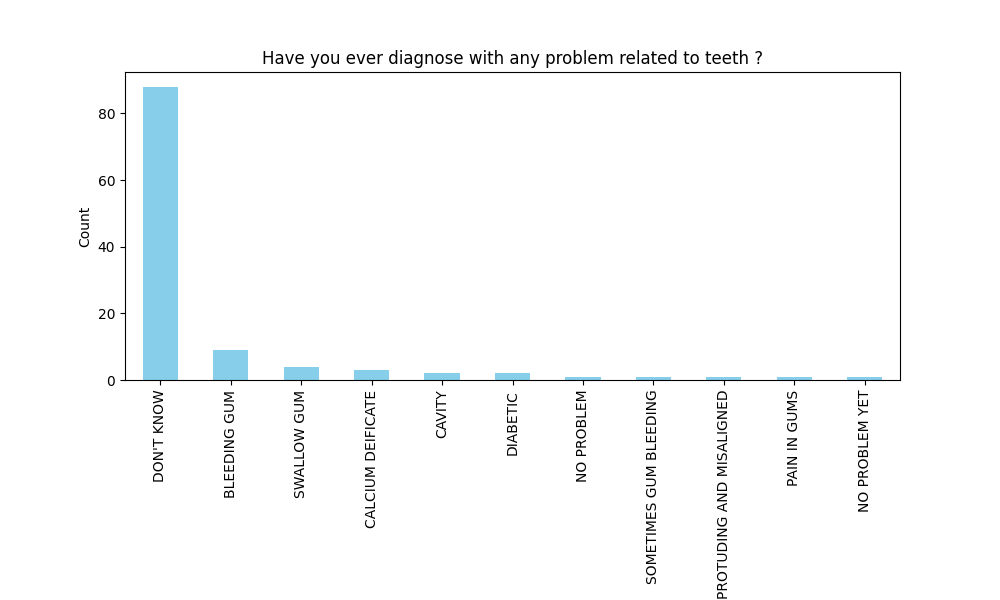 Have you ever diagnose with any problem related to teeth ?
Count
80
60
40
20
0
DON'T KNOW
BLEEDING GUM
SWALLOW GUM
CALCIUM DEIFICATE
CAVITY
DIABETIC
NO PROBLEM
SOMETIMES GUM BLEEDING
PROTUDING AND MISALIGNED
PAIN IN GUMS
NO PROBLEM YET